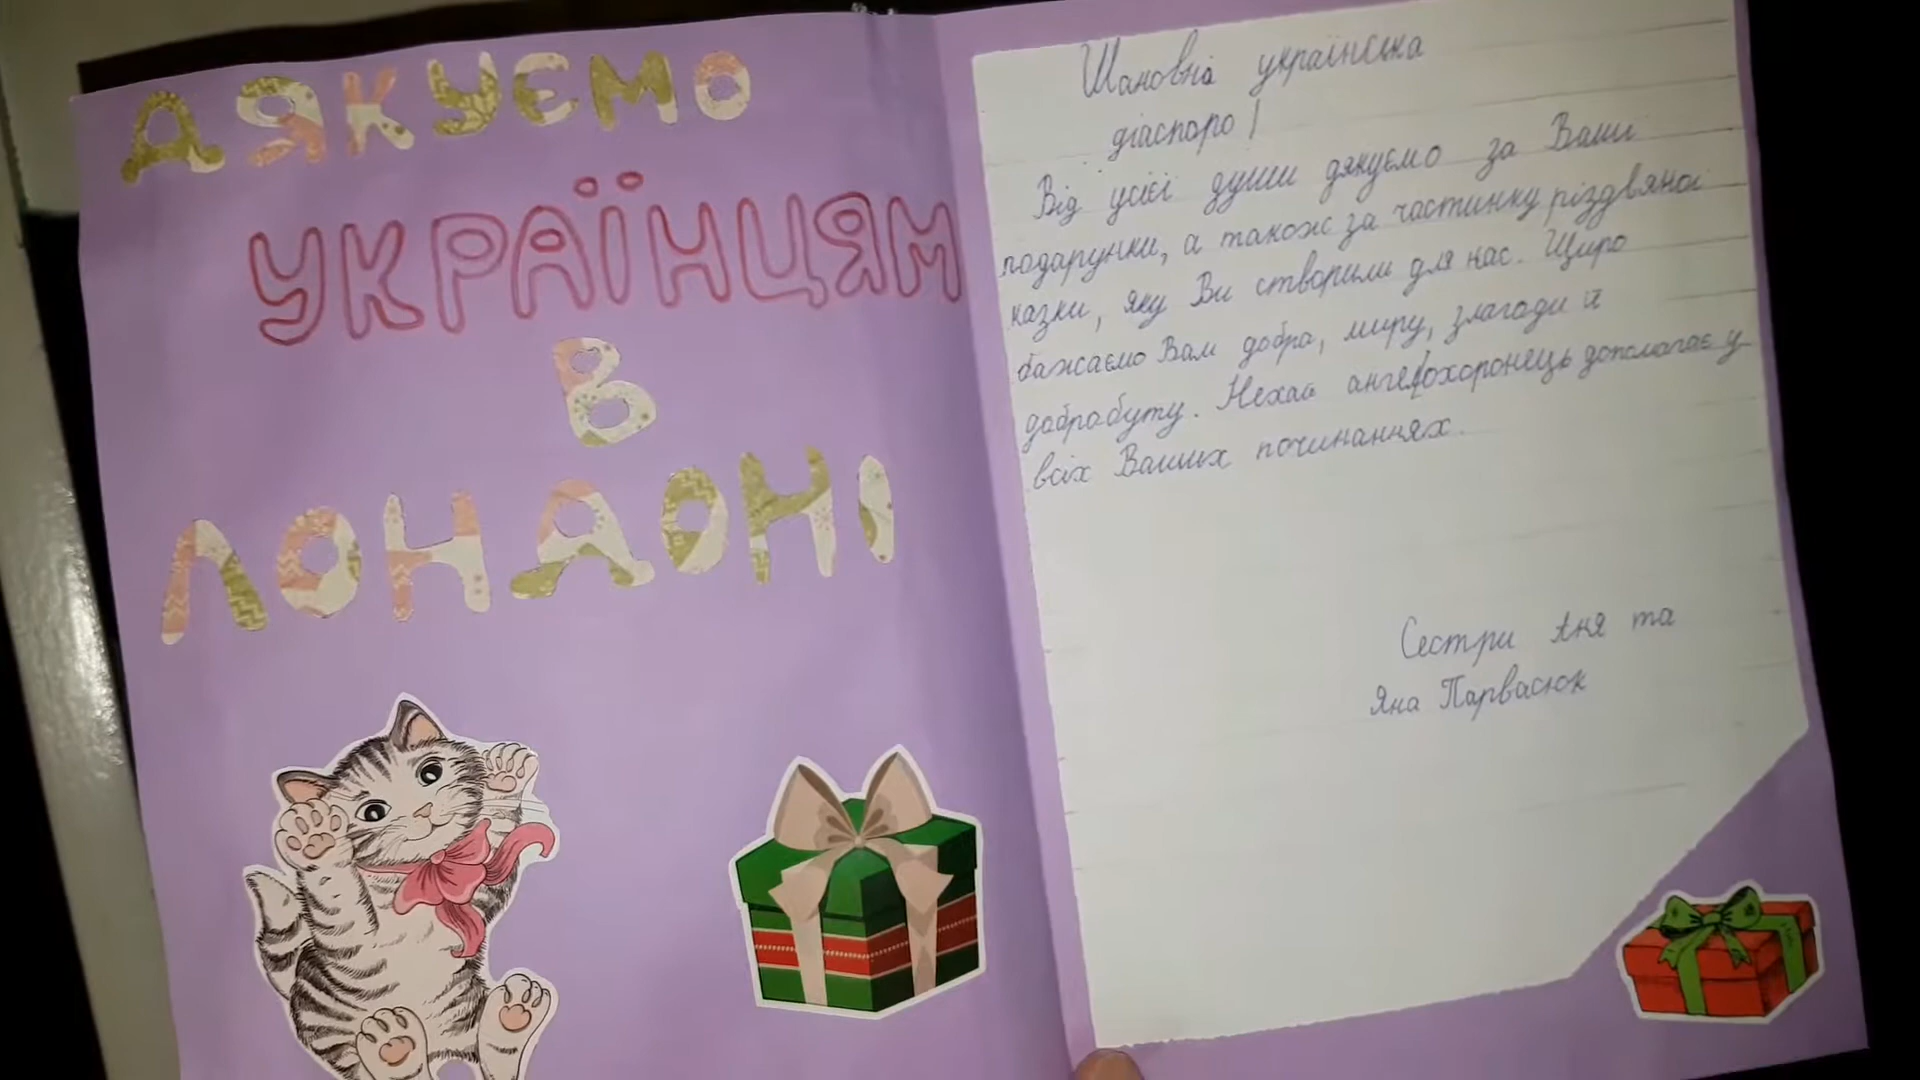 ДЯКУЄМО
УКРАЇНЦЯМ
В
ЛОНДОНІ
Шановна українська
діаспоро!
Від усієї душі дякуємо за Ваші
подарунки, а також за частинку різдвяної
казки, яку Ви створили для нас. Щиро
бажаємо Вам добра, миру, злагоди й
добробуту. Нехай ангел охоронець допомагає у
всіх Ваших починаннях.
Сестри Аня та
Яна Парвасюк